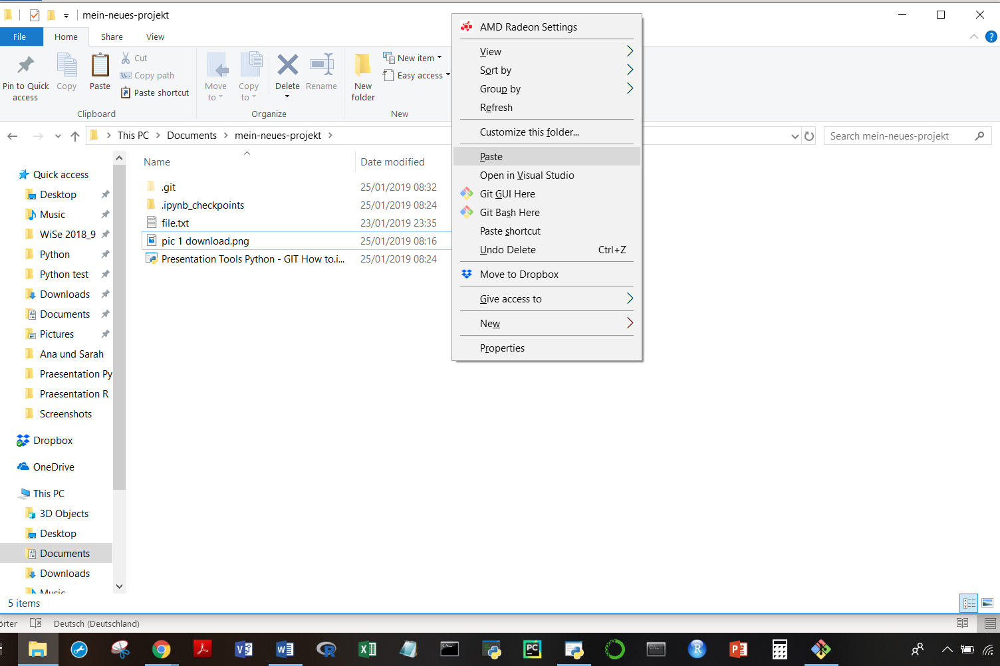 mein-neues-projekt
File Home Share View
Pin to Quick access
Copy
Paste
Cut
Copy path
Paste shortcut
Clipboard
Move to
Copy to
Delete
Rename
Organize
New folder
New item
Easy access
New
This PC > Documents > mein-neues-projekt >
Search mein-neues-projekt
Name Date modified
.git 25/01/2019 08:32
.ipynb_checkpoints 25/01/2019 08:24
file.txt 23/01/2019 23:35
pic 1 download.png 25/01/2019 08:16
Presentation Tools Python - GIT How to.i... 25/01/2019 08:24
Quick access
Desktop
Music
WiSe 2018_9
Python
Python test
Downloads
Documents
Pictures
Ana und Sarah
Praesentation Py
Praesentation R
Screenshots
Dropbox
OneDrive
This PC
3D Objects
Desktop
Documents
Downloads
Music
AMD Radeon Settings
View
Sort by
Group by
Refresh
Customize this folder...
Paste
Open in Visual Studio
Git GUI Here
Git Bash Here
Paste shortcut
Undo Delete Ctrl+Z
Move to Dropbox
Give access to
New
Properties
5 items
örter Deutsch (Deutschland)